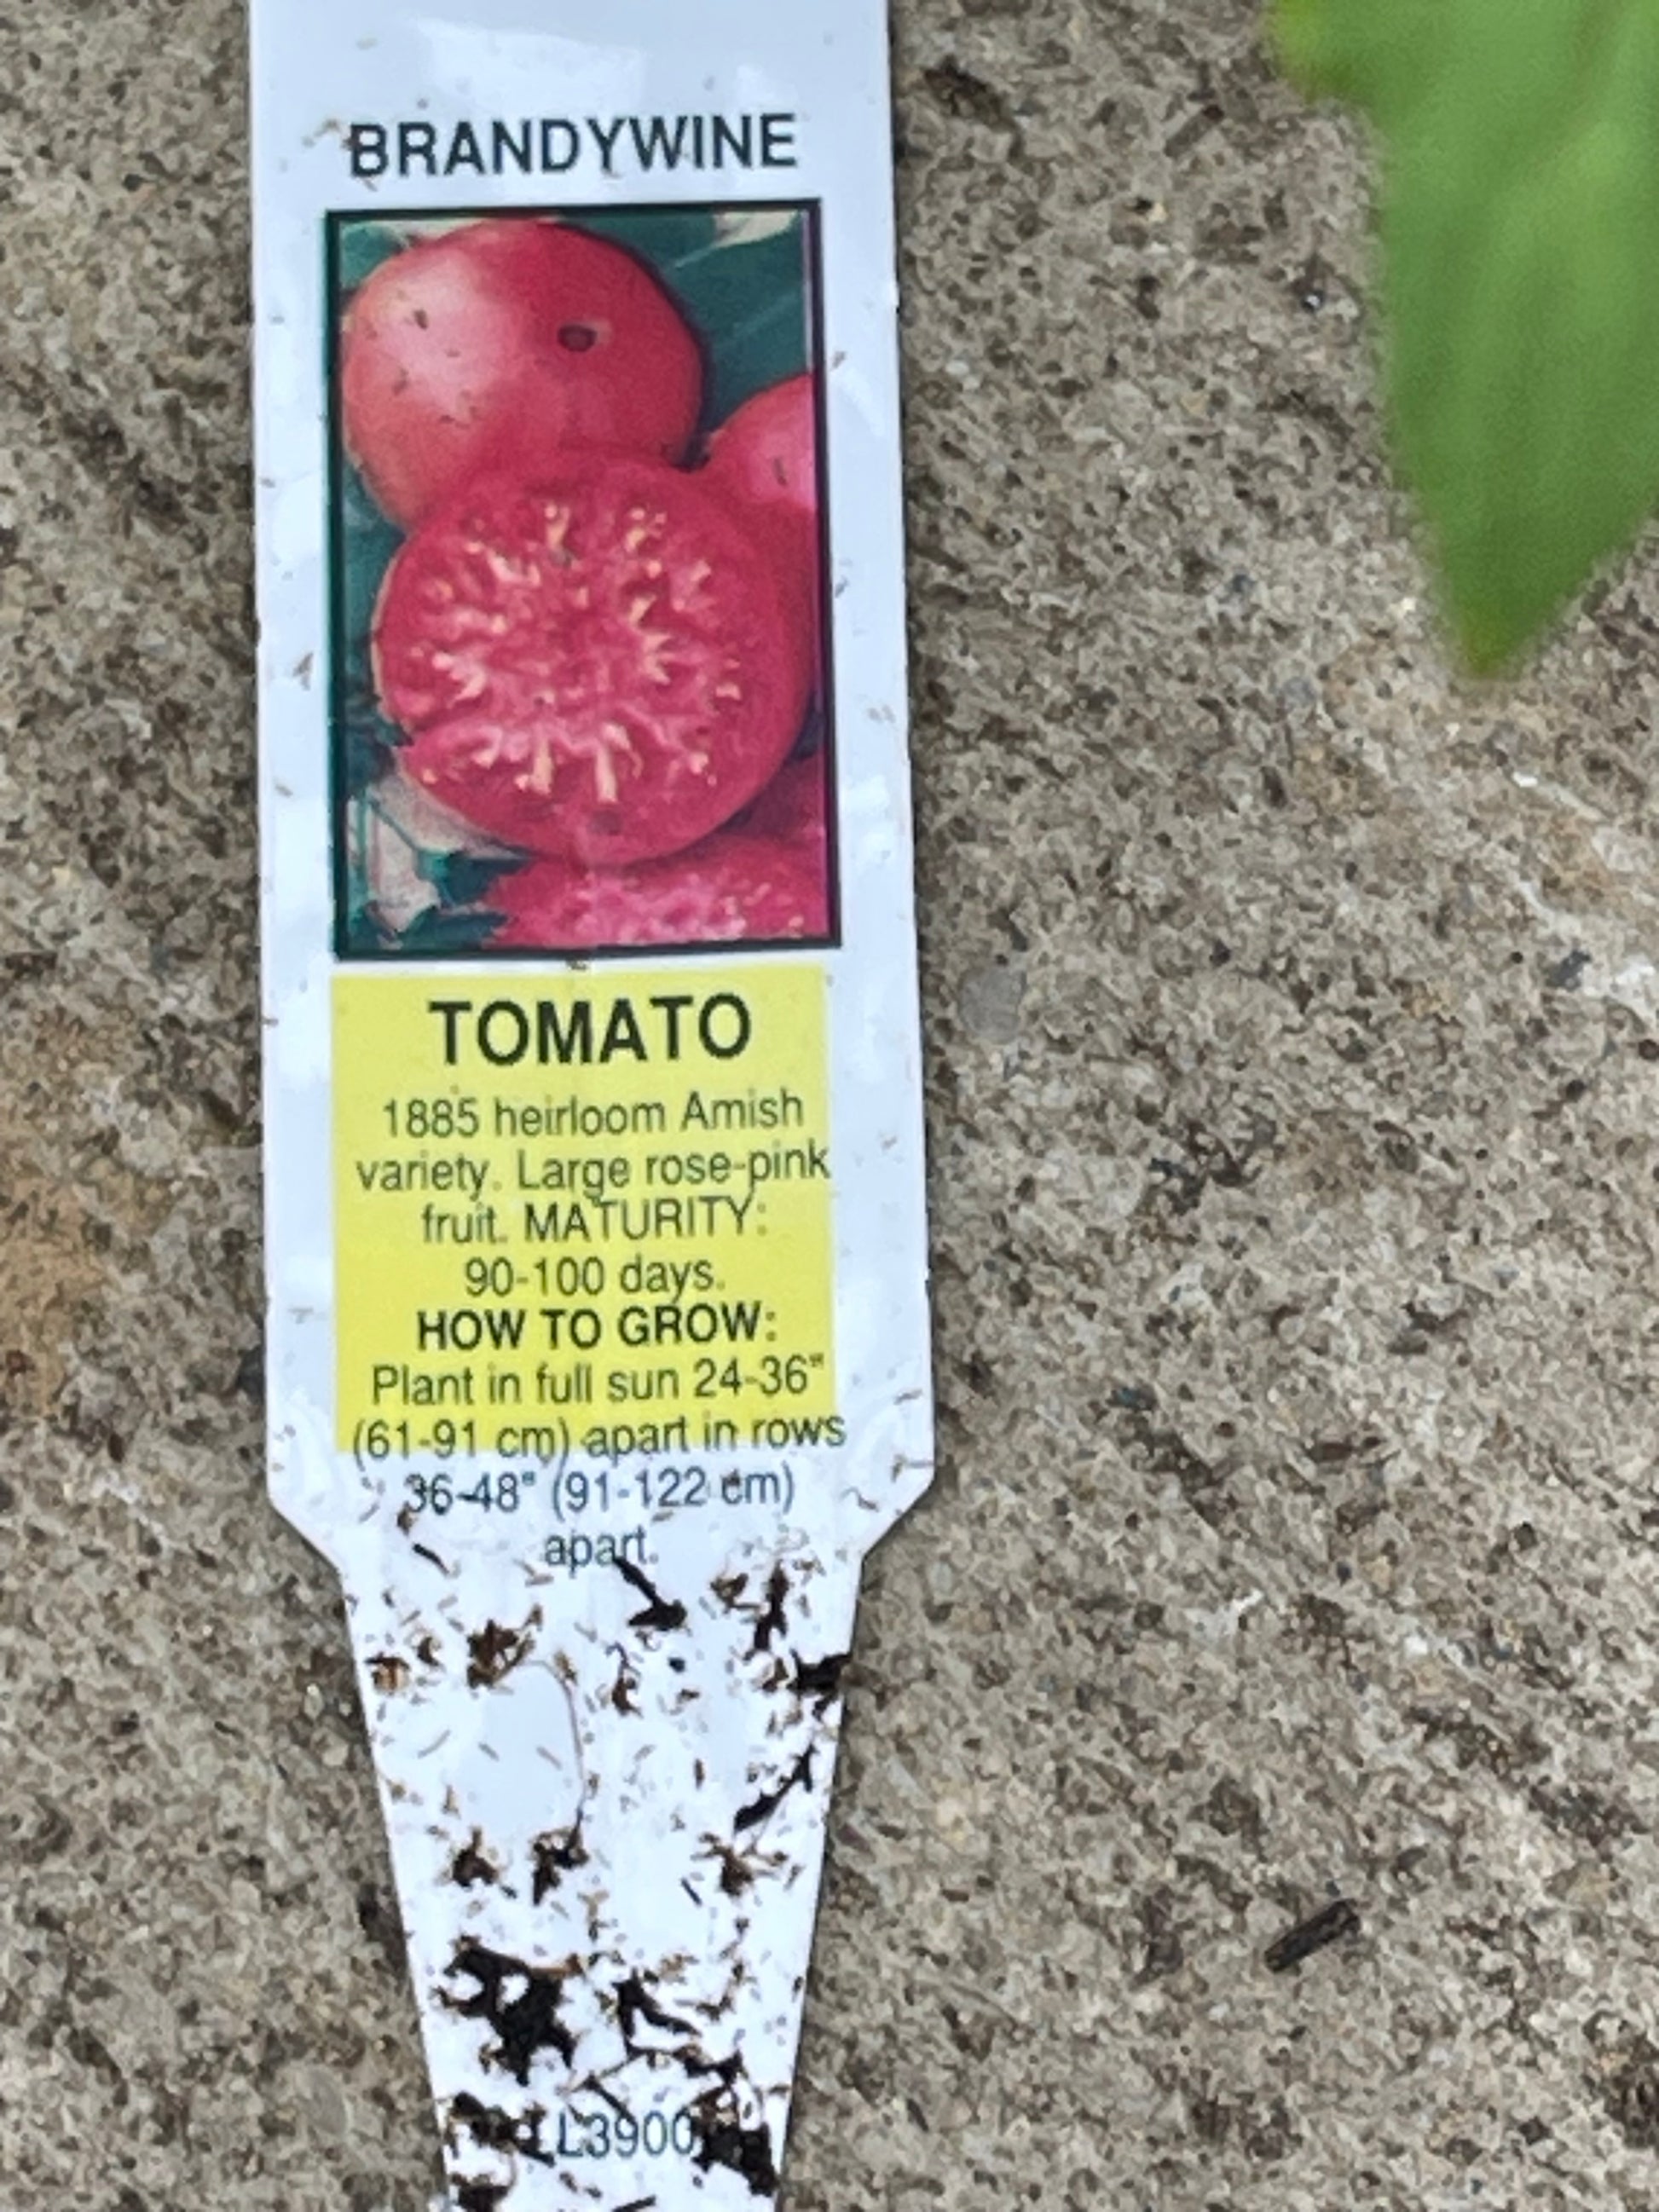 BRANDYWINE
TOMATO
1885 heirloom Amish
variety. Large rose-pink
fruit. MATURITY:
90-100 days.
HOW TO GROW:
Plant in full sun 24-36"
(61-91 cm) apart in rows
36-48" (91-122 cm)
apart.